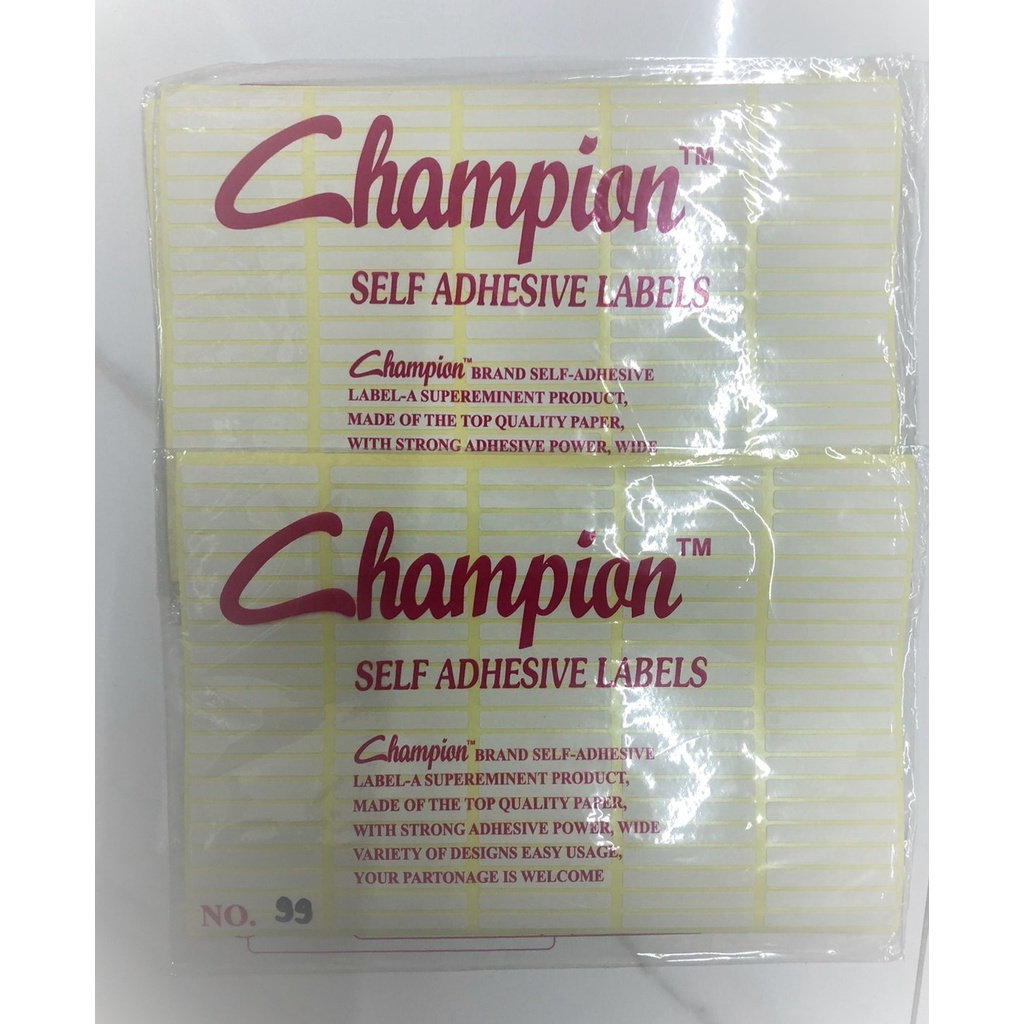 Champion™
SELF ADHESIVE LABELS
Champion™ BRAND SELF-ADHESIVE
LABEL-A SUPEREMINENT PRODUCT,
MADE OF THE TOP QUALITY PAPER,
WITH STRONG ADHESIVE POWER, WIDE
Champion™
SELF ADHESIVE LABELS
Champion™ BRAND SELF-ADHESIVE
LABEL-A SUPEREMINENT PRODUCT,
MADE OF THE TOP QUALITY PAPER,
WITH STRONG ADHESIVE POWER, WIDE
VARIETY OF DESIGNS EASY USAGE,
YOUR PARTONAGE IS WELCOME
NO. 99